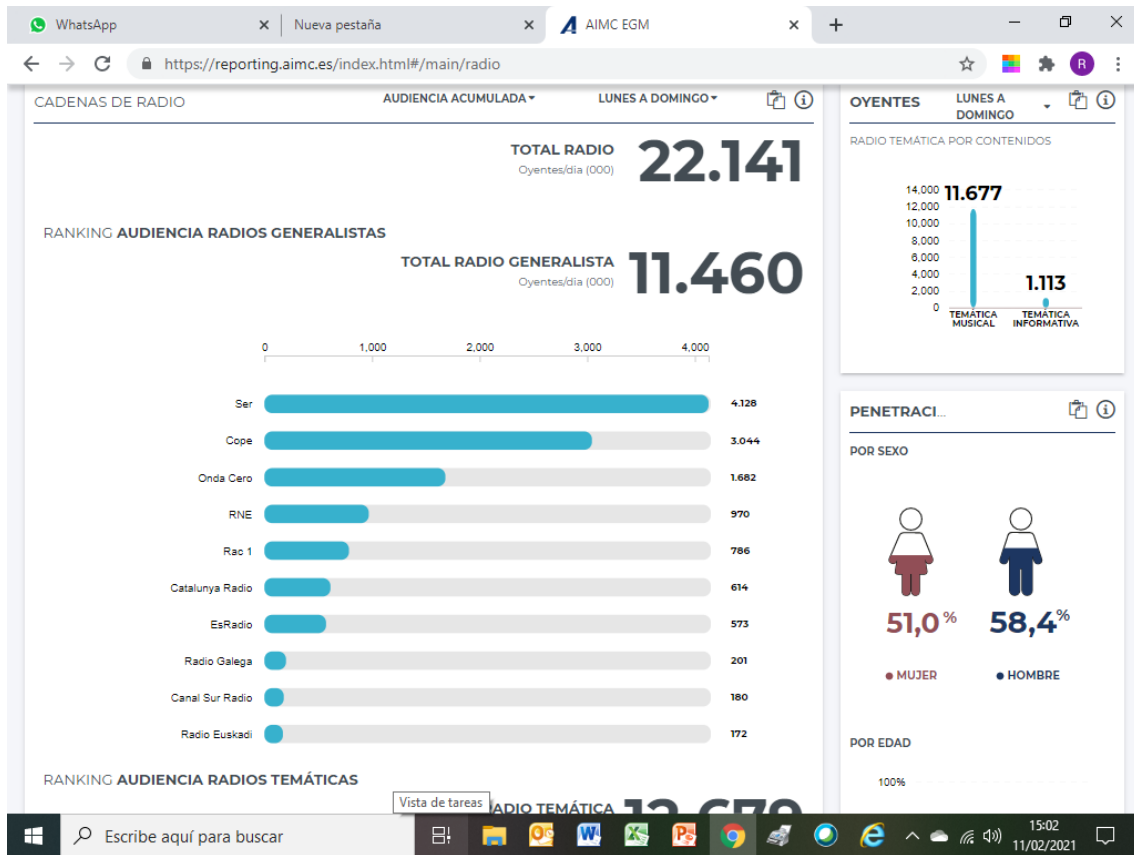 WhatsApp
Nueva pestaña
AIMC EGM
https://reporting.aimc.es/index.html#/main/radio
R
CADENAS DE RADIO
AUDIENCIA ACUMULADA
LUNES A DOMINGO
TOTAL RADIO
Oyentes/dia (000)
22.141
RANKING AUDIENCIA RADIOS GENERALISTAS
TOTAL RADIO GENERALISTA
Oyentes/dia (000)
11.460
0 1,000 2,000 3,000 4,000
Ser 4.128
Cope 3.044
Onda Cero 1.682
RNE 970
Rac 1 786
Catalunya Radio 614
EsRadio 573
Radio Galega 201
Canal Sur Radio 180
Radio Euskadi 172
RANKING AUDIENCIA RADIOS TEMÁTICAS
Vista de tareas
ADIO TEMÁTICA
OYENTES
LUNES A
DOMINGO
RADIO TEMÁTICA POR CONTENIDOS
14,000
12,000
10,000
8,000
6,000
4,000
2,000
0
11.677
1.113
TEMÁTICA
MUSICAL
TEMÁTICA
INFORMATIVA
PENETRACI...
POR SEXO
51,0%
58,4%
MUJER
HOMBRE
POR EDAD
100%
Escribe aquí para buscar
15:02
11/02/2021